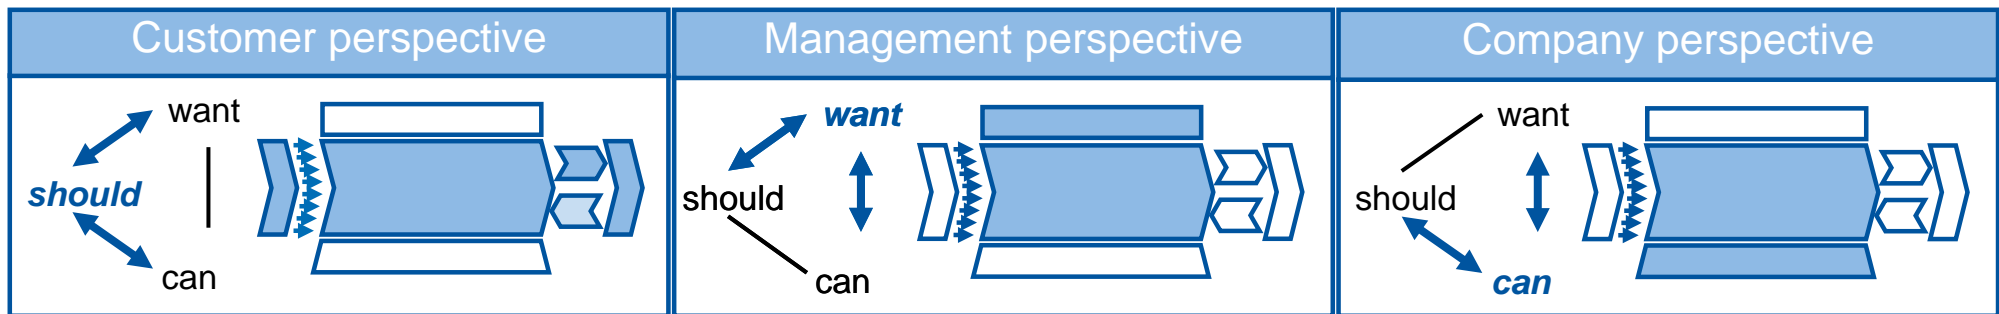 Customer perspective
want
should
can
Management perspective
want
should
can
Company perspective
want
should
can